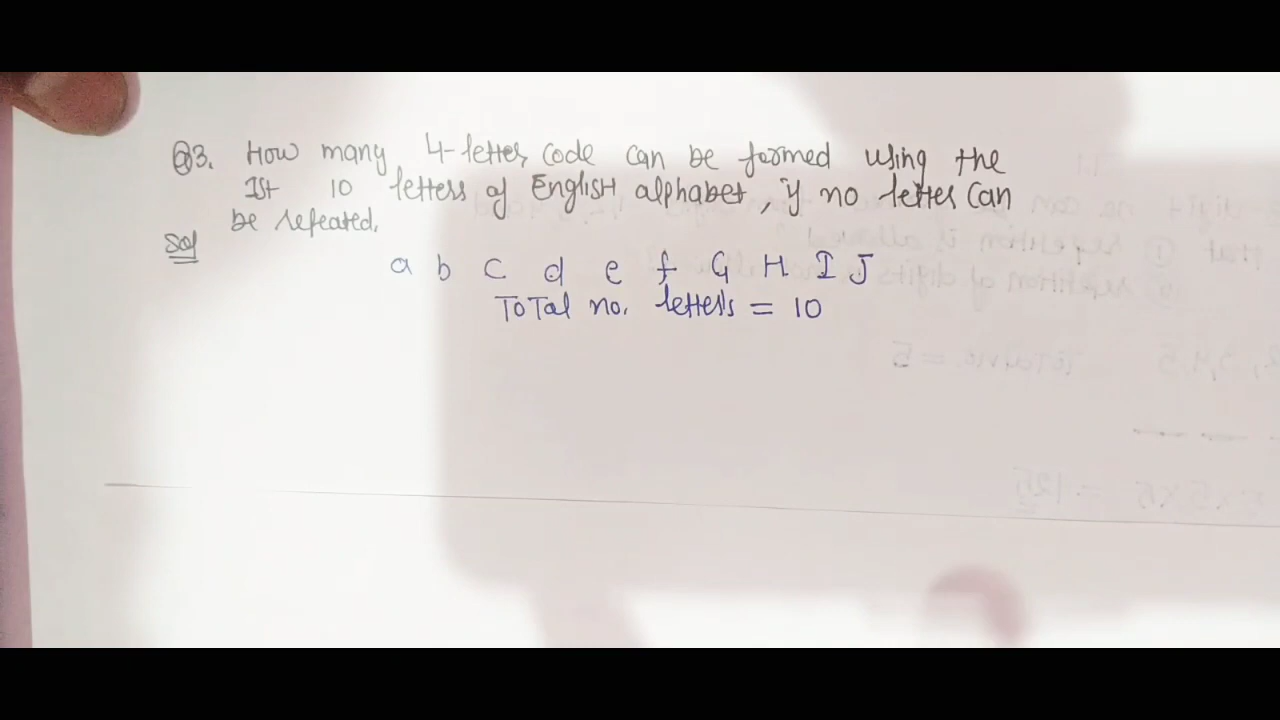 Q3. How many 4-letter code can be formed using the
Ist 10 letters of English alphabet, if no letter can
be repeated.
Sol
a b c d e f G H I J
Total no. letters = 10